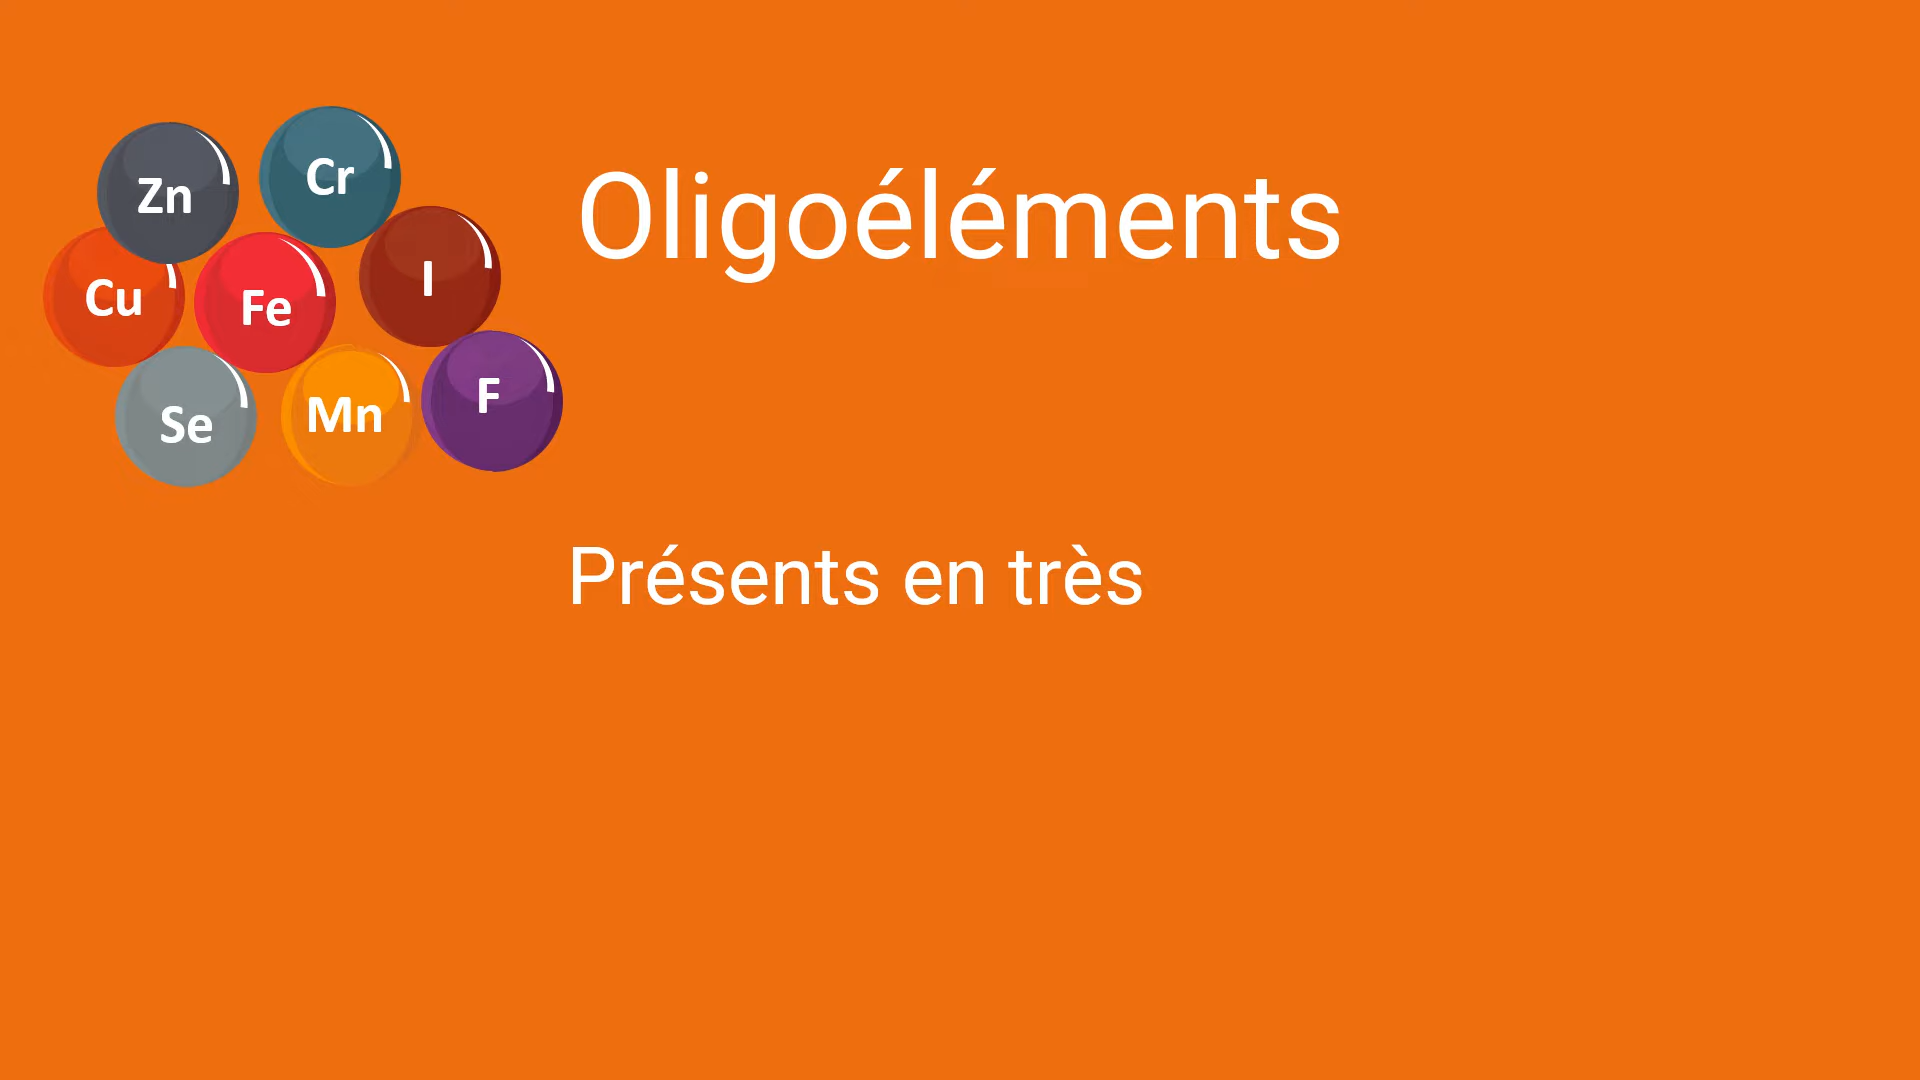 Zn
Cr
Oligoéléments
Cu
Fe
I
Se
Mn
F
Présents en très